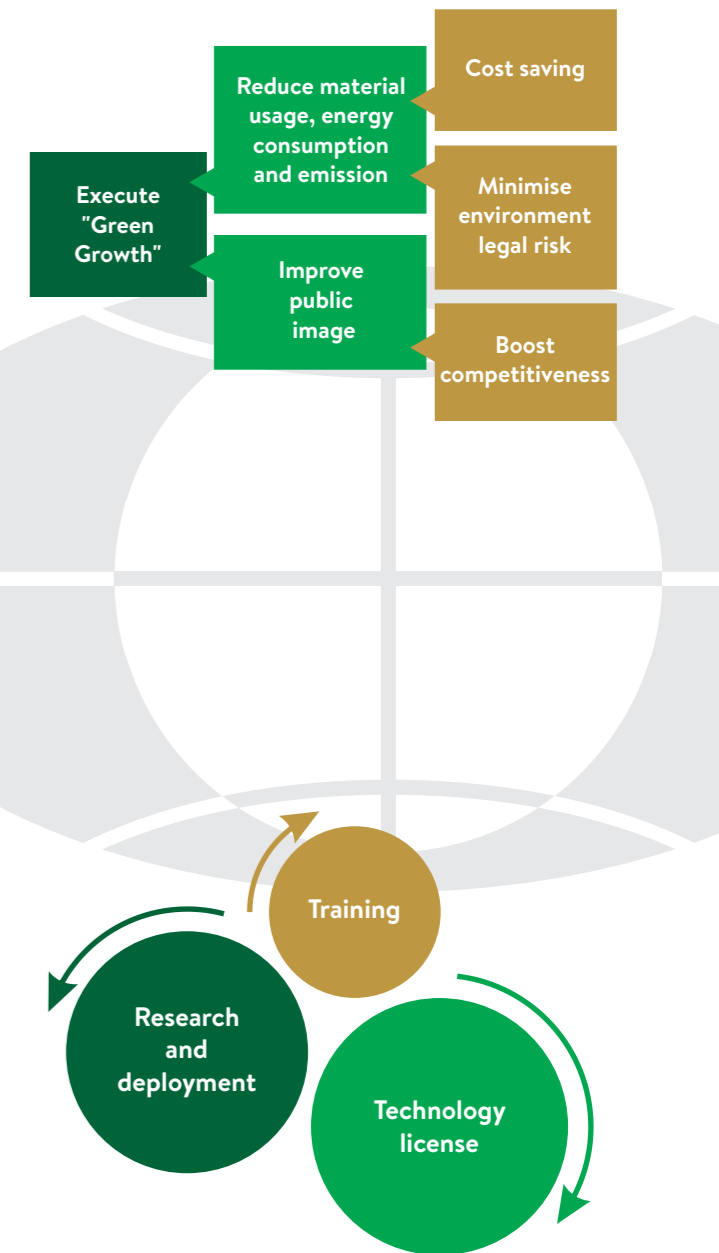 Execute
"Green
Growth"
Reduce material
usage, energy
consumption
and emission
Improve
public
image
Cost saving
Minimise
environment
legal risk
Boost
competitiveness
Training
Research
and
deployment
Technology
license